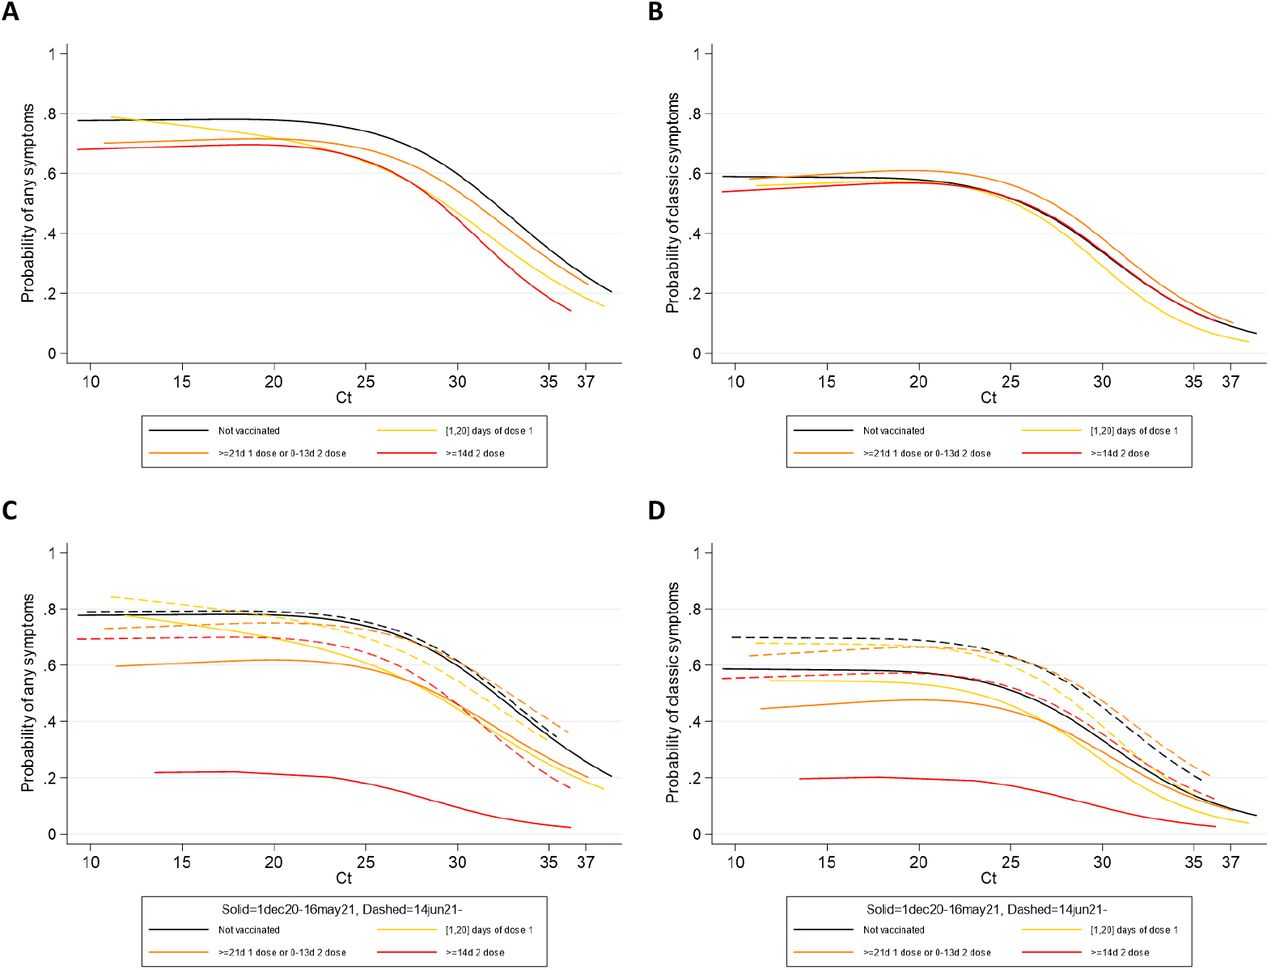 A
B
Probability of any symptoms
1
.8
.6
.4
.2
0
10 15 20 25 30 35 37
Ct
Not vaccinated [1,20] days of dose 1
>=21d 1 dose or 0-13d 2 dose >=14d 2 dose
Probability of classic symptoms
1
.8
.6
.4
.2
0
10 15 20 25 30 35 37
Ct
Not vaccinated [1,20] days of dose 1
>=21d 1 dose or 0-13d 2 dose >=14d 2 dose
C
D
Probability of any symptoms
1
.8
.6
.4
.2
0
10 15 20 25 30 35 37
Ct
Solid=1dec20-16may21, Dashed=14jun21-
Not vaccinated [1,20] days of dose 1
>=21d 1 dose or 0-13d 2 dose >=14d 2 dose
Probability of classic symptoms
1
.8
.6
.4
.2
0
10 15 20 25 30 35 37
Ct
Solid=1dec20-16may21, Dashed=14jun21-
Not vaccinated [1,20] days of dose 1
>=21d 1 dose or 0-13d 2 dose >=14d 2 dose